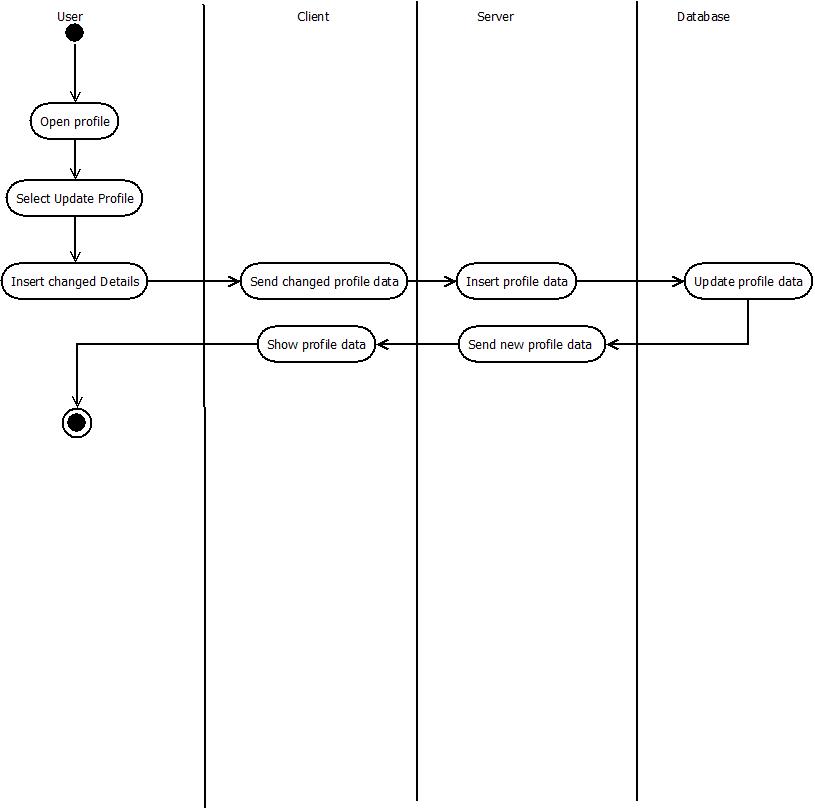 User
Client
Server
Database
Open profile
Select Update Profile
Insert changed Details
Send changed profile data
Insert profile data
Update profile data
Show profile data
Send new profile data